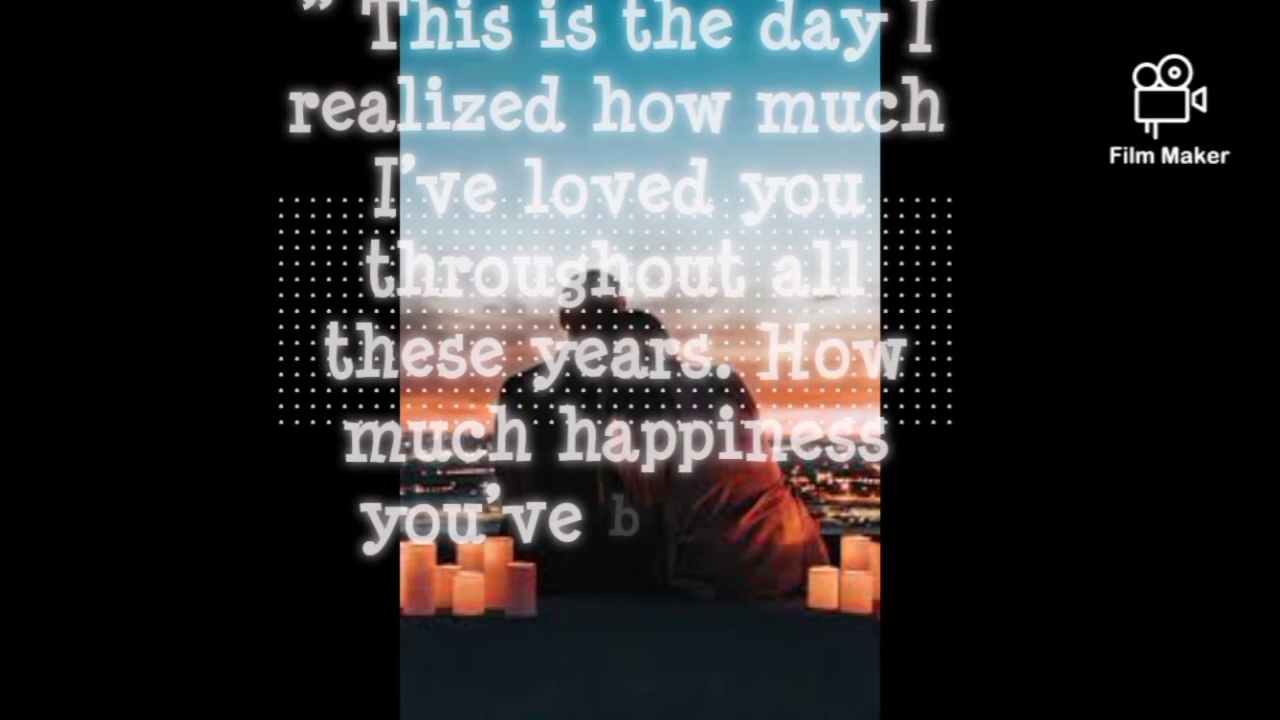 ” This is the day I
realized how much
I've loved you
throughout all
these years. How
much happiness
you've b
Film Maker